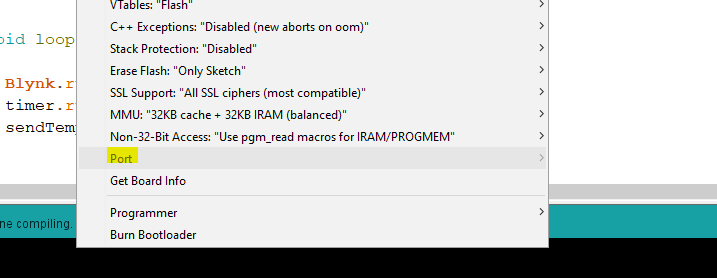 VTables: "Flash"
C++ Exceptions: "Disabled (new aborts on oom)"
oid loop
Stack Protection: "Disabled"
Erase Flash: "Only Sketch"
Blynk.r
SSL Support: "All SSL ciphers (most compatible)"
timer.r
MMU: "32KB cache + 32KB IRAM (balanced)"
sendTemp
Non-32-Bit Access: "Use pgm_read macros for IRAM/PROGMEM"
Port
Get Board Info
Programmer
ne compiling.
Burn Bootloader